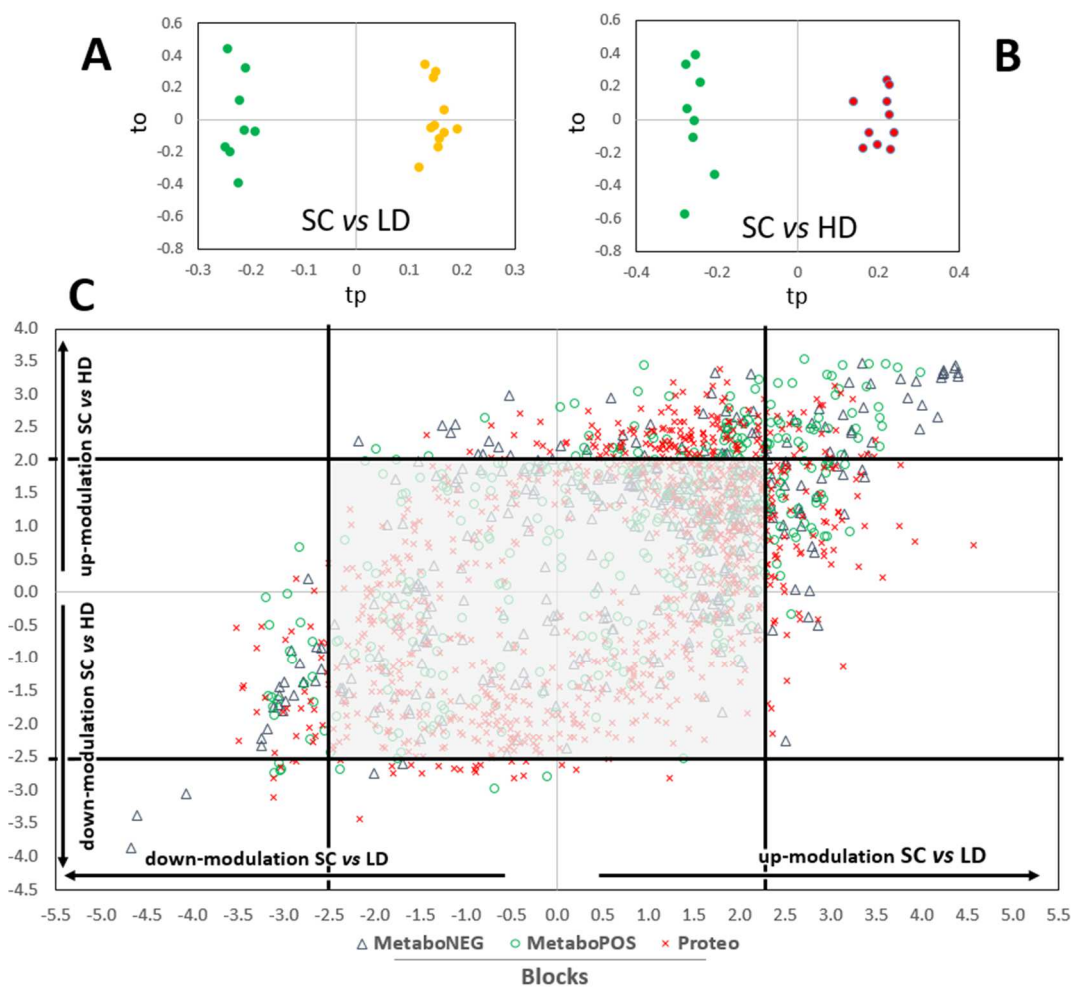 A
0.6
0.4
0.2
0
-0.2
-0.4
-0.6
-0.8
to
SC vs LD
-0.3 -0.2 -0.1 0 0.1 0.2 0.3
tp
B
0.6
0.4
0.2
0
-0.2
-0.4
-0.6
-0.8
to
SC vs HD
-0.4 -0.2 0 0.2 0.4
tp
C
4.0
3.5
3.0
2.5
2.0
1.5
1.0
0.5
0.0
-0.5
-1.0
-1.5
-2.0
-2.5
-3.0
-3.5
-4.0
-4.5
up-modulation SC vs HD
down-modulation SC vs HD
down-modulation SC vs LD
up-modulation SC vs LD
-5.5 -5.0 -4.5 -4.0 -3.5 -3.0 -2.5 -2.0 -1.5 -1.0 -0.5 0.0 0.5 1.0 1.5 2.0 2.5 3.0 3.5 4.0 4.5 5.0 5.5
MetaboNEG MetaboPOS Proteo
Blocks